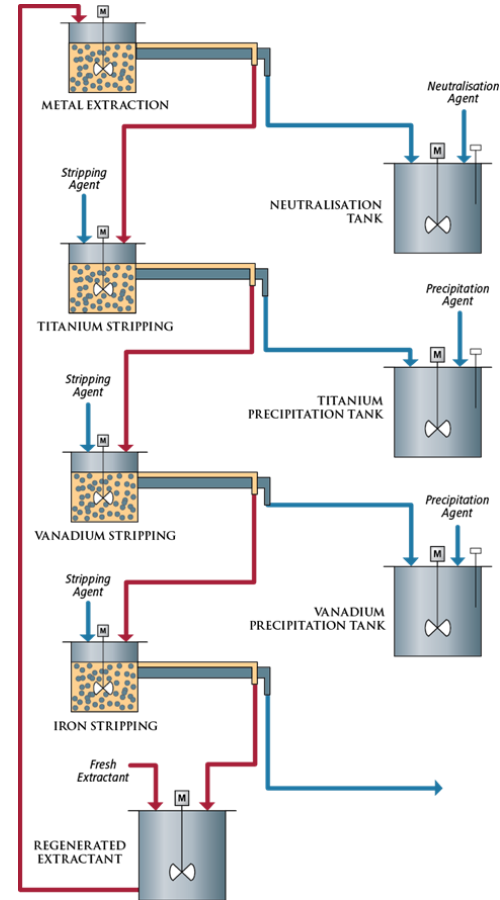 M
METAL EXTRACTION
Neutralisation
Agent
M
NEUTRALISATION
TANK
Stripping
Agent
M
TITANIUM STRIPPING
Precipitation
Agent
M
TITANIUM
PRECIPITATION TANK
Stripping
Agent
M
VANADIUM STRIPPING
Precipitation
Agent
M
VANADIUM
PRECIPITATION TANK
Stripping
Agent
M
IRON STRIPPING
Fresh
Extractant
M
REGENERATED
EXTRACTANT